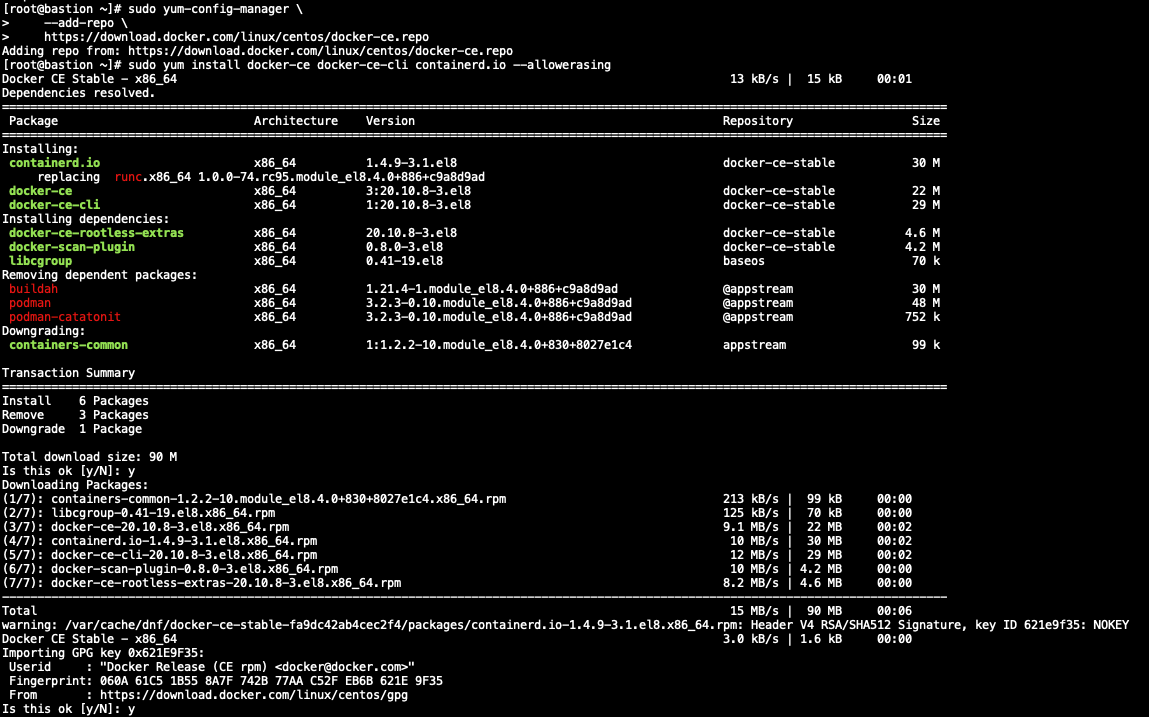 [root@bastion ~]# sudo yum-config-manager \
>     --add-repo \
>     https://download.docker.com/linux/centos/docker-ce.repo
Adding repo from: https://download.docker.com/linux/centos/docker-ce.repo
[root@bastion ~]# sudo yum install docker-ce docker-ce-cli containerd.io --allowerasing
Docker CE Stable - x86_64                                                                               13 kB/s |  15 kB     00:01
Dependencies resolved.
=======================================================================================================================================
 Package                            Architecture    Version                                            Repository                 Size
=======================================================================================================================================
Installing:
 containerd.io                      x86_64          1.4.9-3.1.el8                                      docker-ce-stable           30 M
     replacing  runc.x86_64 1.0.0-74.rc95.module_el8.4.0+886+c9a8d9ad
 docker-ce                          x86_64          3:20.10.8-3.el8                                    docker-ce-stable           22 M
 docker-ce-cli                      x86_64          1:20.10.8-3.el8                                    docker-ce-stable           29 M
Installing dependencies:
 docker-ce-rootless-extras          x86_64          20.10.8-3.el8                                      docker-ce-stable          4.6 M
 docker-scan-plugin                 x86_64          0.8.0-3.el8                                        docker-ce-stable          4.2 M
 libcgroup                          x86_64          0.41-19.el8                                        baseos                     70 k
Removing dependent packages:
 buildah                            x86_64          1.21.4-1.module_el8.4.0+886+c9a8d9ad               @appstream                 30 M
 podman                             x86_64          3.2.3-0.10.module_el8.4.0+886+c9a8d9ad             @appstream                 48 M
 podman-catatonit                   x86_64          3.2.3-0.10.module_el8.4.0+886+c9a8d9ad             @appstream                752 k
Downgrading:
 containers-common                  x86_64          1:1.2.2-10.module_el8.4.0+830+8027e1c4             appstream                  99 k
Transaction Summary
=======================================================================================================================================
Install    6 Packages
Remove     3 Packages
Downgrade  1 Package
Total download size: 90 M
Is this ok [y/N]: y
Downloading Packages:
(1/7): containers-common-1.2.2-10.module_el8.4.0+830+8027e1c4.x86_64.rpm                               213 kB/s |  99 kB     00:00
(2/7): libcgroup-0.41-19.el8.x86_64.rpm                                                                125 kB/s |  70 kB     00:00
(3/7): docker-ce-20.10.8-3.el8.x86_64.rpm                                                              9.1 MB/s |  22 MB     00:02
(4/7): containerd.io-1.4.9-3.1.el8.x86_64.rpm                                                           10 MB/s |  30 MB     00:02
(5/7): docker-ce-cli-20.10.8-3.el8.x86_64.rpm                                                           12 MB/s |  29 MB     00:02
(6/7): docker-scan-plugin-0.8.0-3.el8.x86_64.rpm                                                        10 MB/s | 4.2 MB     00:00
(7/7): docker-ce-rootless-extras-20.10.8-3.el8.x86_64.rpm                                              8.2 MB/s | 4.6 MB     00:00
---------------------------------------------------------------------------------------------------------------------------------------
Total                                                                                                   15 MB/s |  90 MB     00:06
warning: /var/cache/dnf/docker-ce-stable-fa9dc42ab4cec2f4/packages/containerd.io-1.4.9-3.1.el8.x86_64.rpm: Header V4 RSA/SHA512 Signature, key ID 621e9f35: NOKEY
Docker CE Stable - x86_64                                                                              3.0 kB/s | 1.6 kB     00:00
Importing GPG key 0x621E9F35:
 Userid     : "Docker Release (CE rpm) <docker@docker.com>"
 Fingerprint: 060A 61C5 1B55 8A7F 742B 77AA C52F EB6B 621E 9F35
 From       : https://download.docker.com/linux/centos/gpg
Is this ok [y/N]: y